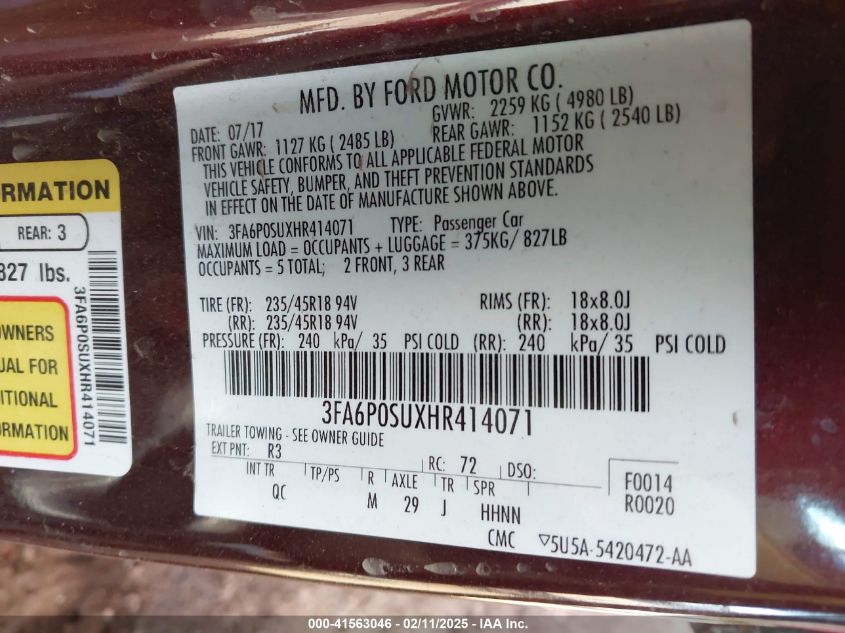 RMATION
REAR: 3
827 lbs.
OWNERS
UAL FOR
ITIONAL
ORMATION
3FA6P0SUXHR414071
MFD. BY FORD MOTOR CO.
DATE: 07/17 GVWR: 2259 KG ( 4980 LB)
FRONT GAWR: 1127 KG ( 2485 LB) REAR GAWR: 1152 KG ( 2540 LB)
THIS VEHICLE CONFORMS TO ALL APPLICABLE FEDERAL MOTOR
VEHICLE SAFETY, BUMPER, AND THEFT PREVENTION STANDARDS
IN EFFECT ON THE DATE OF MANUFACTURE SHOWN ABOVE.
VIN: 3FA6P0SUXHR414071 TYPE: Passenger Car
MAXIMUM LOAD = OCCUPANTS + LUGGAGE = 375KG/ 827LB
OCCUPANTS = 5 TOTAL; 2 FRONT, 3 REAR
TIRE (FR): 235/45R18 94V RIMS (FR): 18x8.0J
(RR): 235/45R18 94V (RR): 18x8.0J
PRESSURE (FR): 240 kPa/ 35 PSI COLD (RR): 240 kPa/ 35 PSI COLD
3FA6P0SUXHR414071
TRAILER TOWING - SEE OWNER GUIDE
EXT PNT: R3 RC: 72 DSO:
INT TR TP/PS R AXLE TR SPR
QC M 29 J HHNN
F0014
R0020
CMC ▽5U5A-5420472-AA
000-41563046 - 02/11/2025 - IAA Inc.